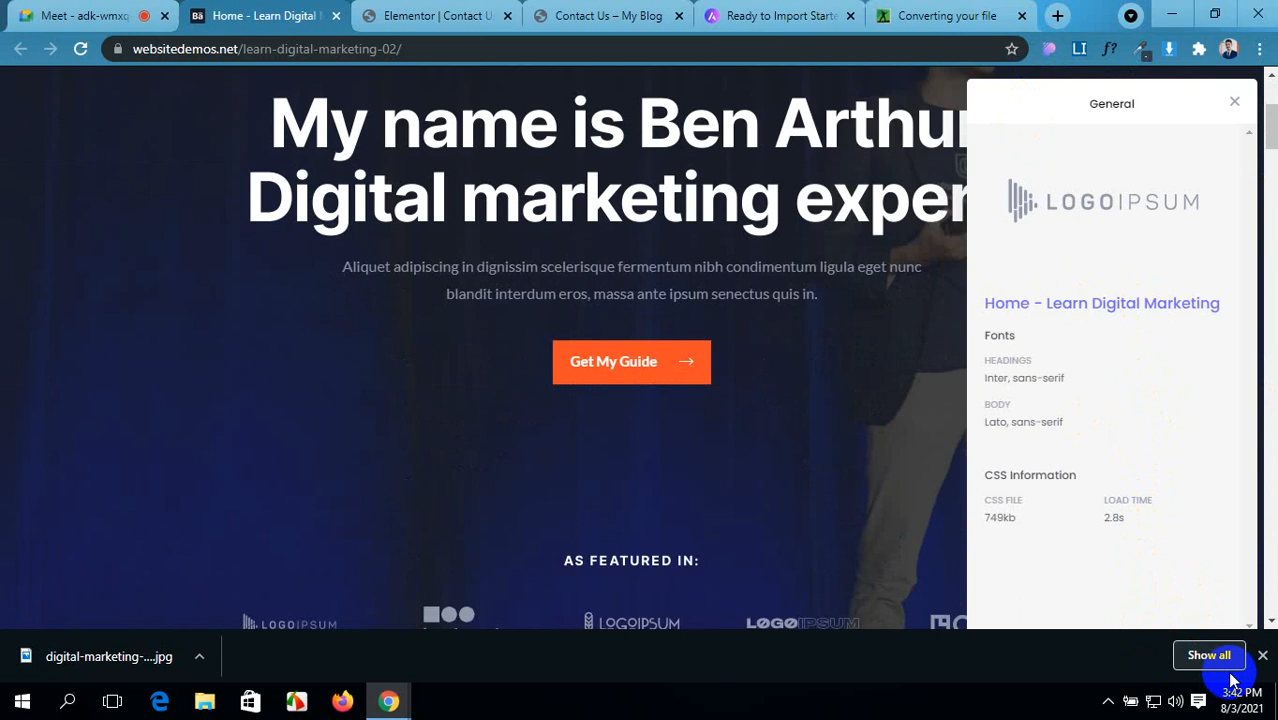 Meet - adk-wmxq
Home - Learn Digital
Elementor | Contact U
Contact Us – My Blog
Ready to Import Starte
Converting your file
websitedemos.net/learn-digital-marketing-02/
My name is Ben Arthur
Digital marketing exper
Aliquet adipiscing in dignissim scelerisque fermentum nibh condimentum ligula eget nunc
blandit interdum eros, massa ante ipsum senectus quis in.
Get My Guide
AS FEATURED IN:
LOGOIPSUM
LOGOIPSUM
LOGOIPSUM
General
LOGOIPSUM
Home - Learn Digital Marketing
Fonts
HEADINGS
Inter, sans-serif
BODY
Lato, sans-serif
CSS Information
CSS FILE
LOAD TIME
749kb
2.8s
digital-marketing-....jpg
Show all
3:42 PM
8/3/2021